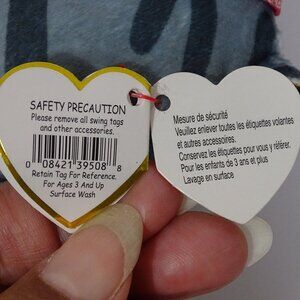 SAFETY PRECAUTION
Please remove all swing tags
and other accessories.
0 08421 39508 8
Retain Tag For Reference.
For Ages 3 And Up
Surface Wash
Mesure de sécurité
Veuillez enlever toutes les étiquettes volantes
et autres accessoires.
Conservez les étiquettes pour vous y référer.
Pour les enfants de 3 ans et plus
Lavage en surface